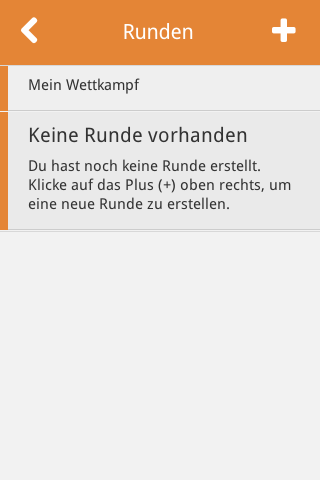 Runden
Mein Wettkampf
Keine Runde vorhanden
Du hast noch keine Runde erstellt.
Klicke auf das Plus (+) oben rechts, um
eine neue Runde zu erstellen.